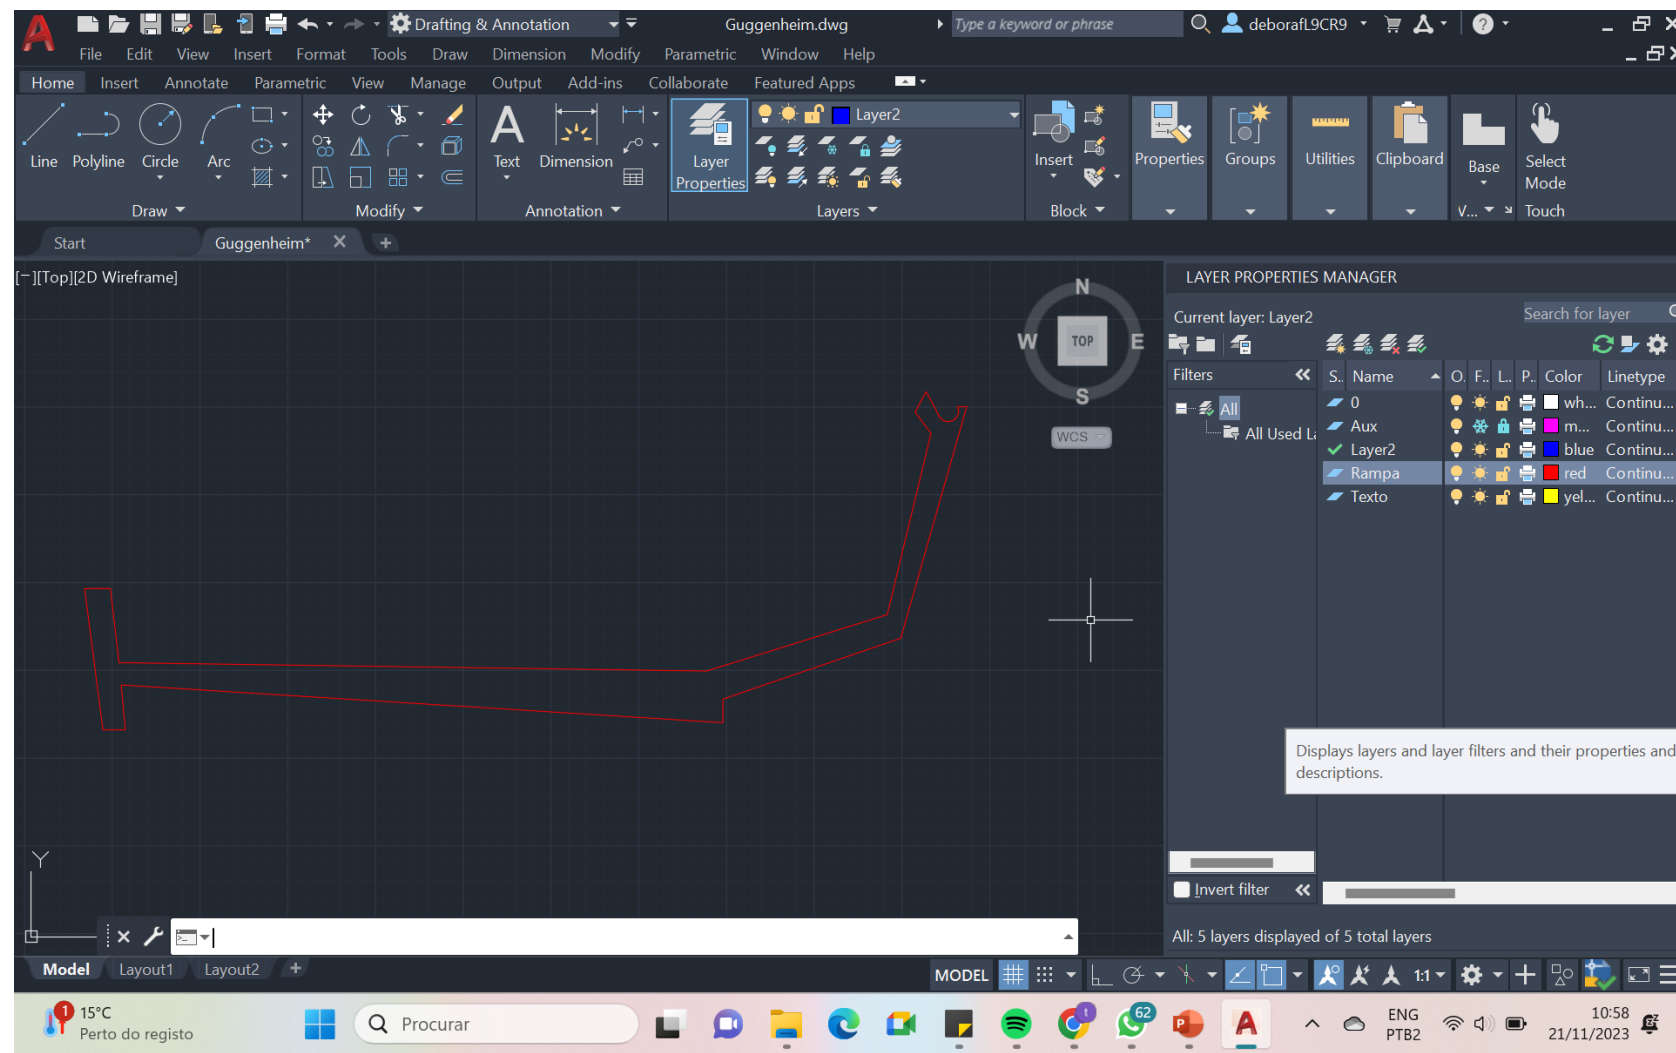 A
Drafting & Annotation
Guggenheim.dwg
Type a keyword or phrase
deborafL9CR9
?
File Edit View Insert Format Tools Draw Dimension Modify Parametric Window Help
Home Insert Annotate Parametric View Manage Output Add-ins Collaborate Featured Apps
Layer2
Line Polyline Circle Arc
A
Text Dimension
Layer
Properties
Insert
Properties Groups Utilities Clipboard
Base
Select
Mode
Draw Modify Annotation Layers Block V... Touch
Start Guggenheim* +
[−][Top][2D Wireframe]
N
W TOP E
S
WCS
LAYER PROPERTIES MANAGER
Current layer: Layer2
Search for layer
Filters
S.. Name O. F.. L.. P.. Color Linetype
All
All Used La
0 wh... Continu...
Aux m... Continu...
Layer2 blue Continu...
Rampa red Continu...
Texto yel... Continu...
Displays layers and layer filters and their properties and
descriptions.
Invert filter
All: 5 layers displayed of 5 total layers
Y
Model Layout1 Layout2 +
MODEL 1:1
1
15°C
Perto do registo
Procurar
t
62
P
A
ENG
PTB2
10:58
21/11/2023